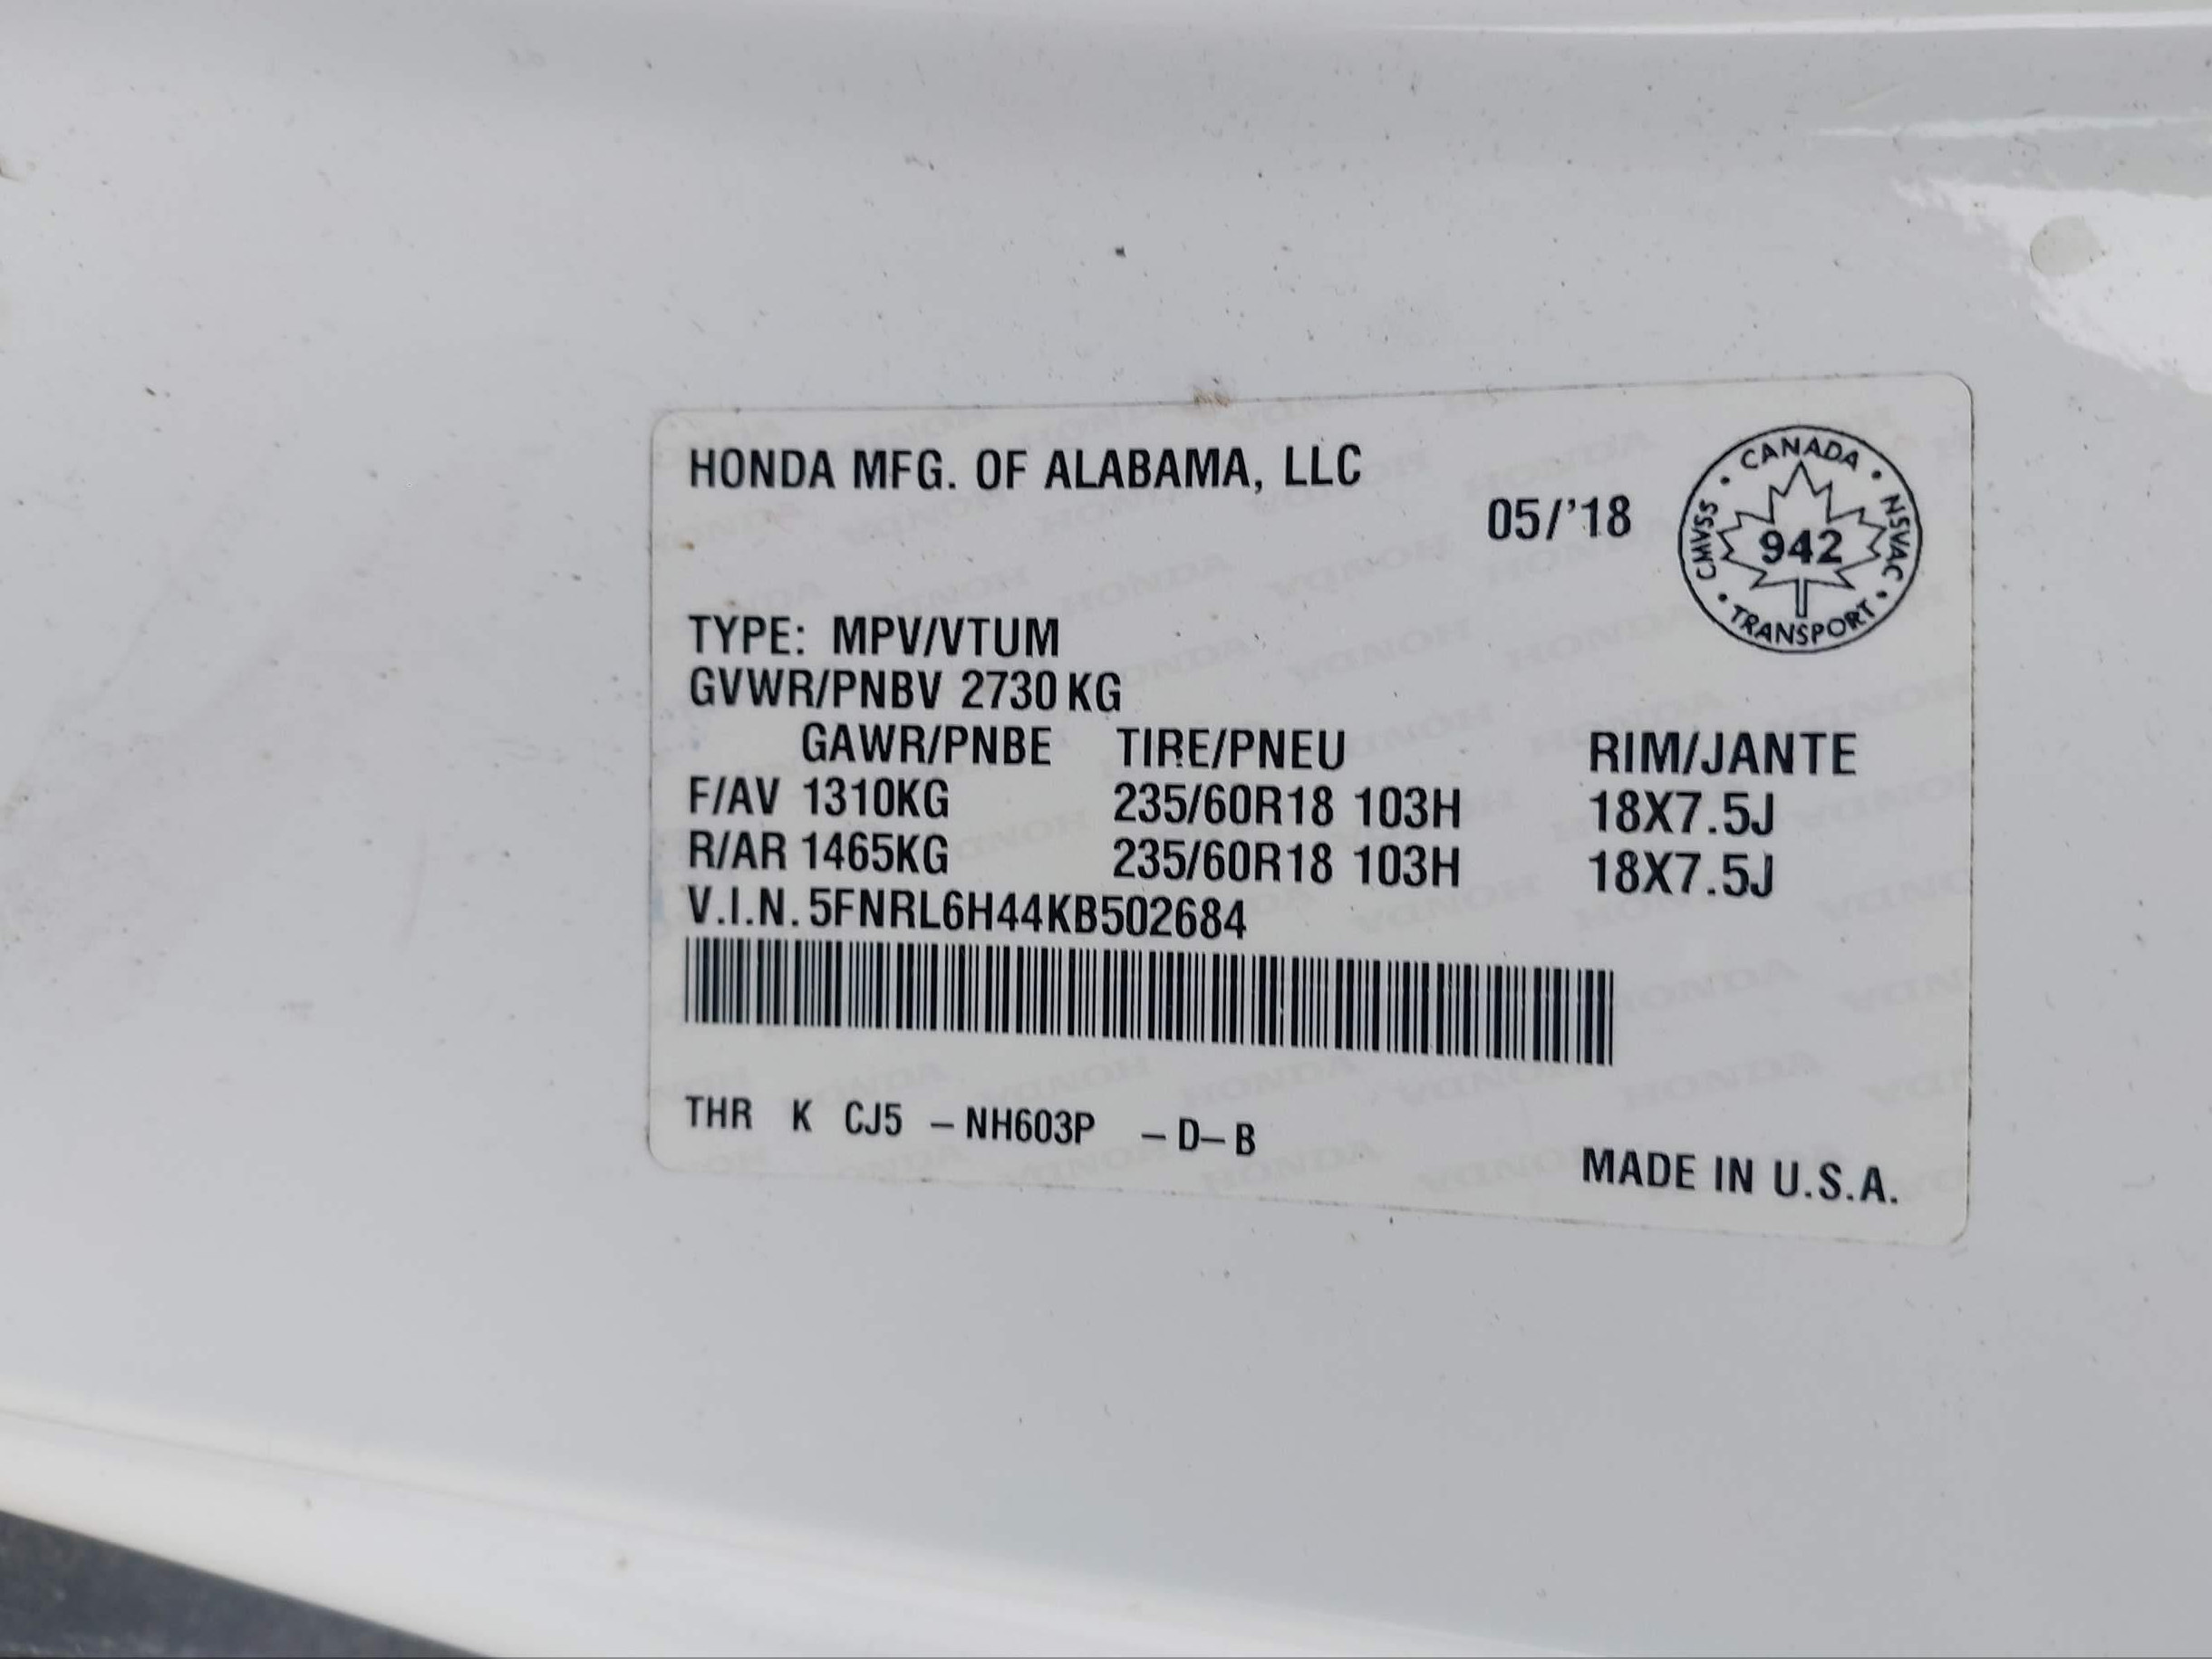 HONDA MFG. OF ALABAMA, LLC
05/'18
CANADA • NSVAC • TRANSPORT • CMVSS •
942
TYPE: MPV/VTUM
GVWR/PNBV 2730 KG
GAWR/PNBE TIRE/PNEU RIM/JANTE
F/AV 1310KG 235/60R18 103H 18X7.5J
R/AR 1465KG 235/60R18 103H 18X7.5J
V.I.N. 5FNRL6H44KB502684
THR K CJ5 – NH603P – D– B
MADE IN U.S.A.